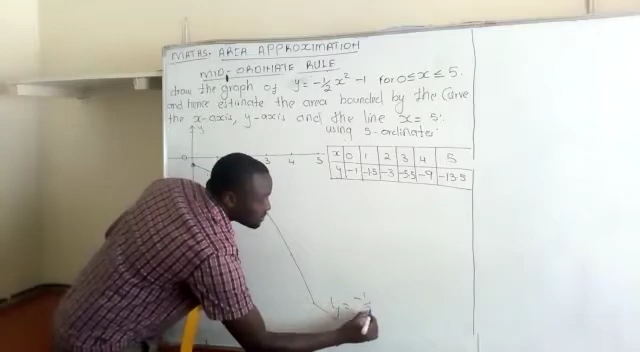 MATHS: AREA APPROXIMATION
MID-ORDINATE RULE
draw the graph of y = -½x² - 1 for 0 ≤ x ≤ 5.
and hence estimate the area bounded by the curve
the x-axis, y-axis and the line x = 5.
using 5-ordinates
y
0 3 4 5
x 0 1 2 3 4 5
y -1 -1.5 -3 -5.5 -9 -13.5
y = -½